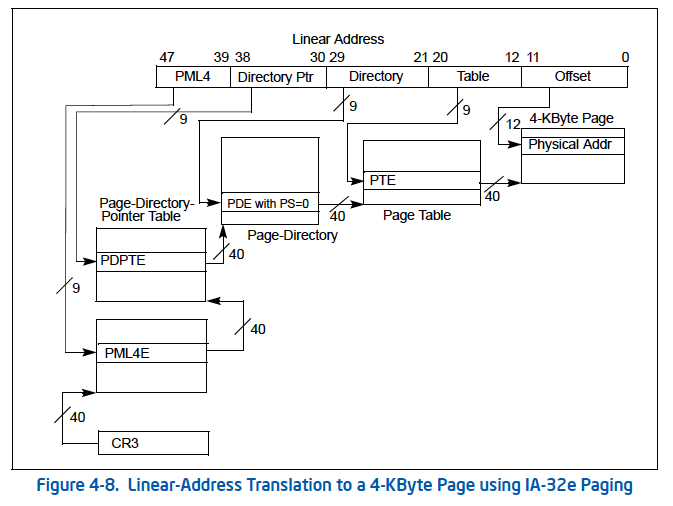 Linear Address
47 39 38 30 29 21 20 12 11 0
PML4 Directory Ptr Directory Table Offset
9
9
9
12
4-KByte Page
Physical Addr
PTE
40
Page Table
PDE with PS=0
40
Page-Directory
Page-Directory-
Pointer Table
PDPTE
40
9
40
PML4E
40
CR3
Figure 4-8. Linear-Address Translation to a 4-KByte Page using IA-32e Paging